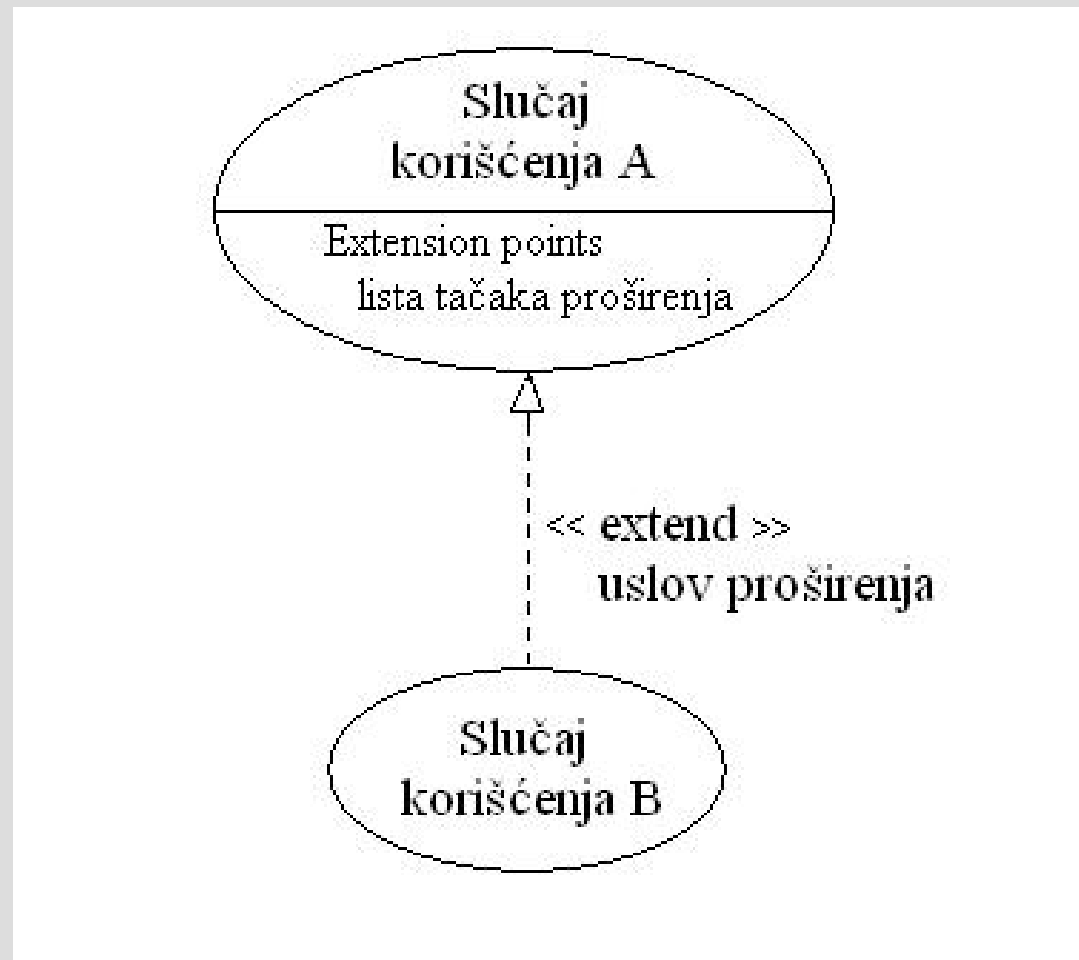 Slučaj
korišćenja A
Extension points
lista tačaka proširenja
<< extend >>
uslov proširenja
Slučaj
korišćenja B